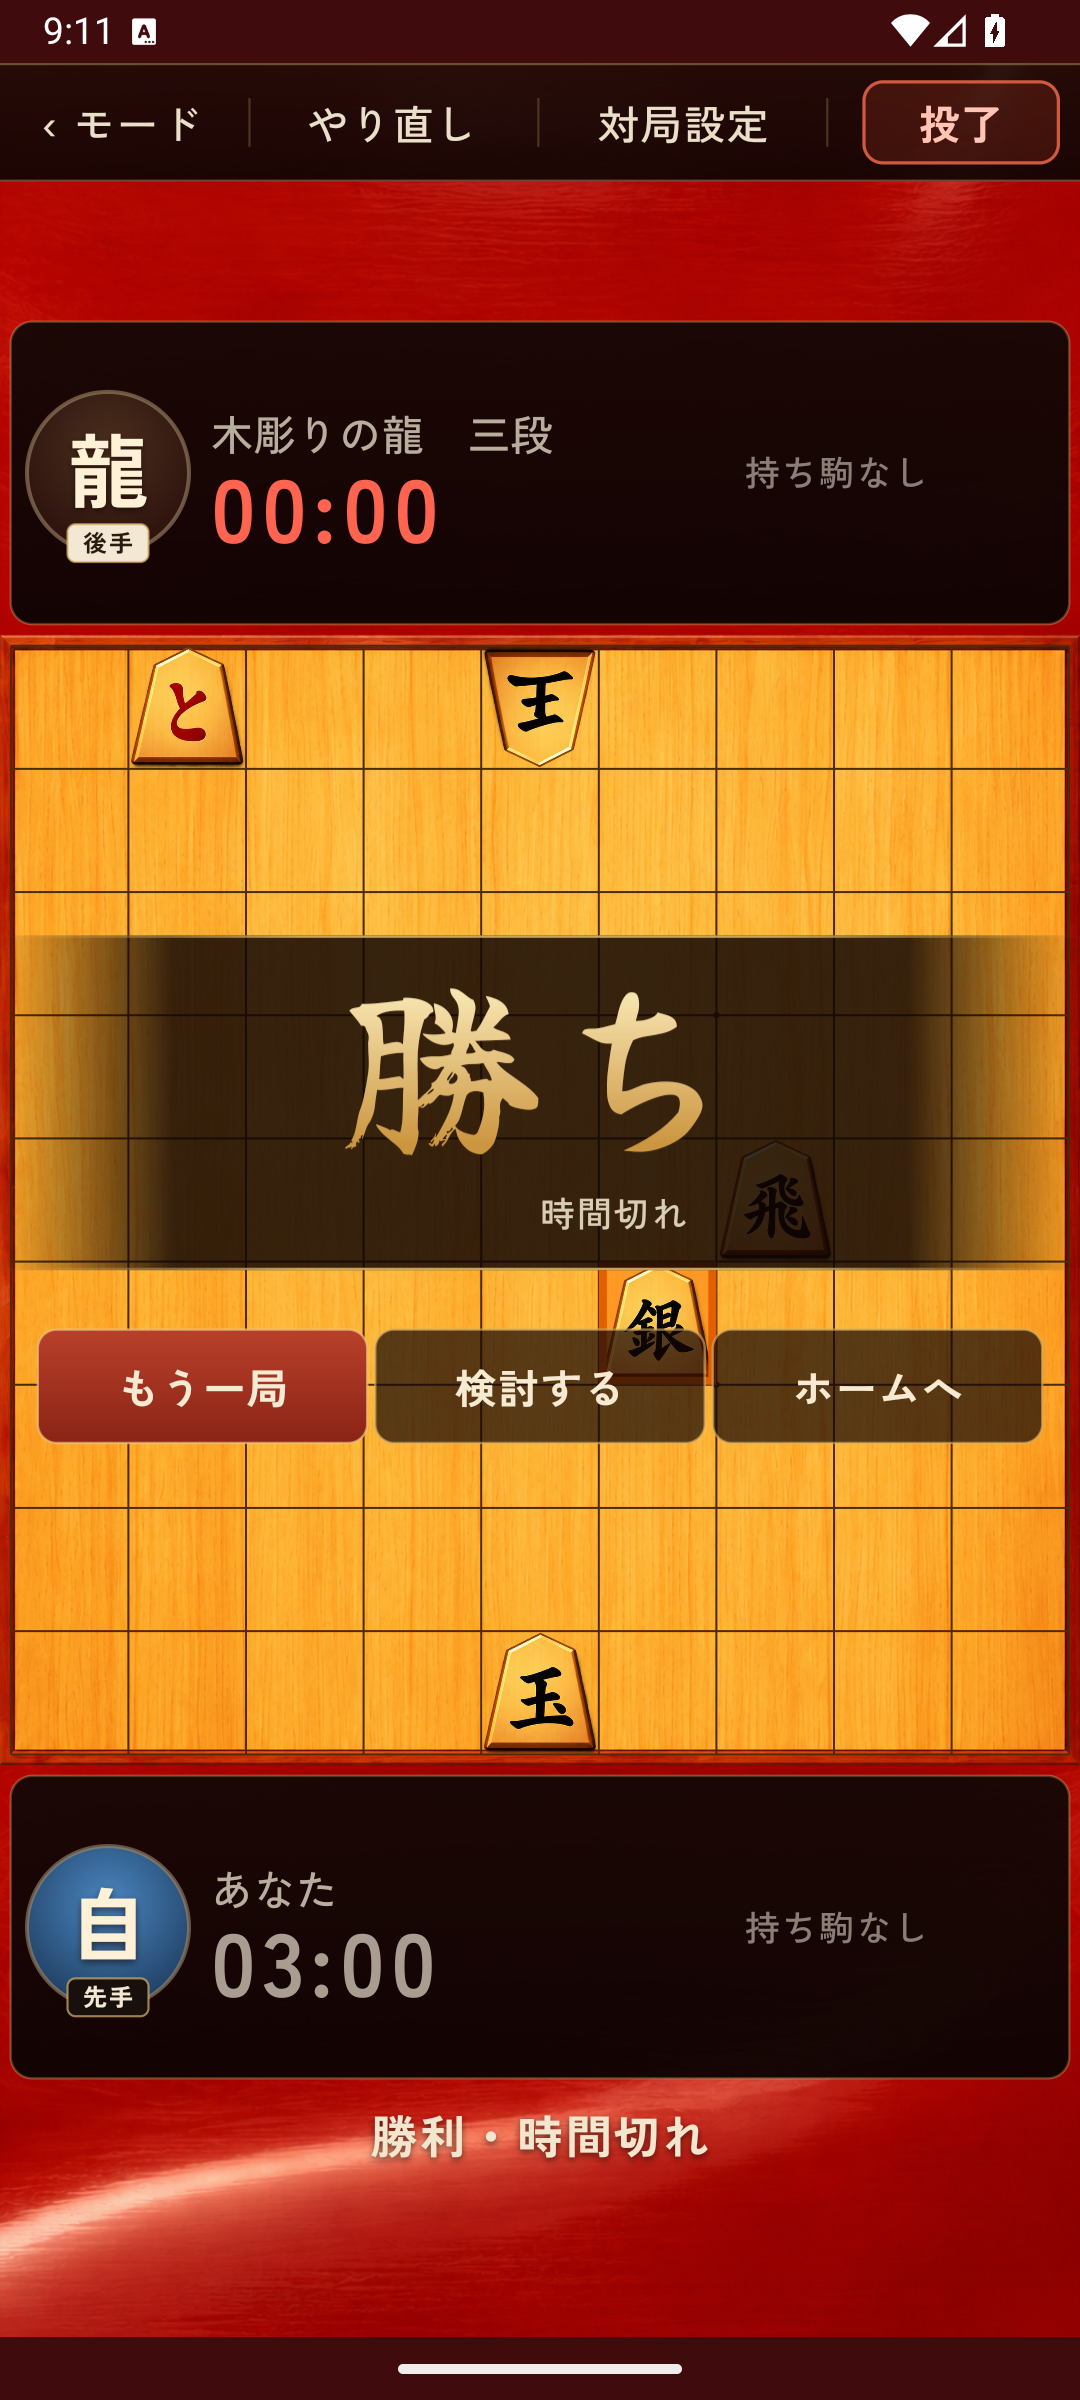 9:11
‹ モード
やり直し
対局設定
投了
龍
後手
木彫りの龍　三段
00:00
持ち駒なし
と
王
勝ち
時間切れ
飛
銀
もう一局
検討する
ホームへ
玉
自
先手
あなた
03:00
持ち駒なし
勝利・時間切れ